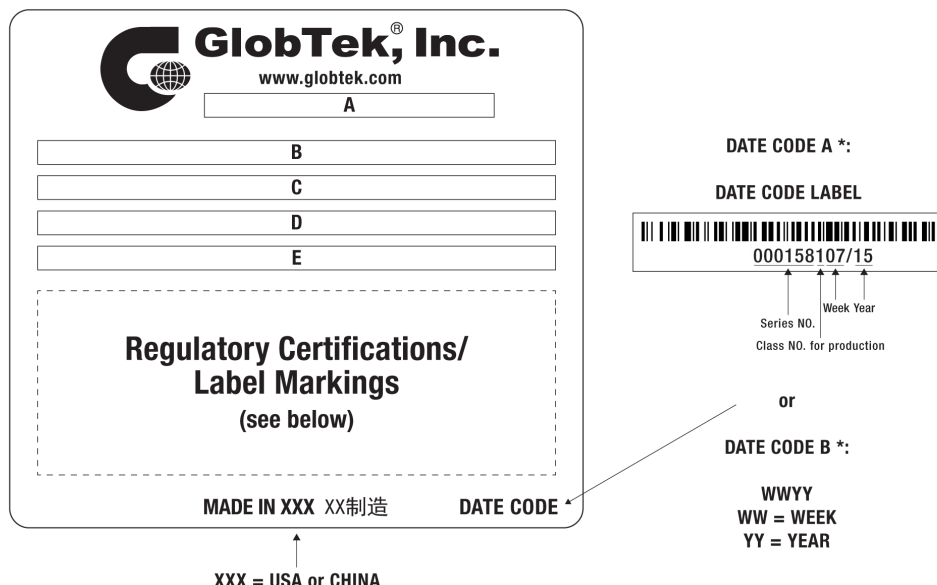 GlobTek, Inc.®
www.globtek.com
A
B
C
D
E
Regulatory Certifications/
Label Markings
(see below)
MADE IN XXX XX制造 DATE CODE
XXX = USA or CHINA
DATE CODE A *:
DATE CODE LABEL
000158107/15
Week Year
Series NO.
Class NO. for production
or
DATE CODE B *:
WWYY
WW = WEEK
YY = YEAR